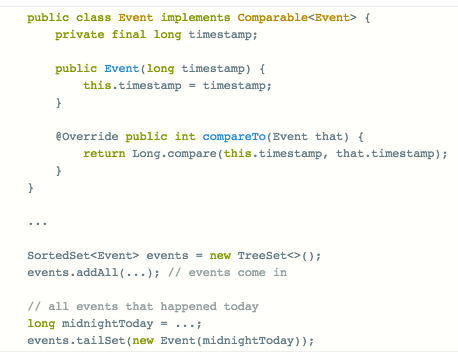 public class Event implements Comparable<Event> {
    private final long timestamp;

    public Event(long timestamp) {
        this.timestamp = timestamp;
    }

    @Override public int compareTo(Event that) {
        return Long.compare(this.timestamp, that.timestamp);
    }
}

...

SortedSet<Event> events = new TreeSet<>();
events.addAll(...); // events come in

// all events that happened today
long midnightToday = ...;
events.tailSet(new Event(midnightToday));